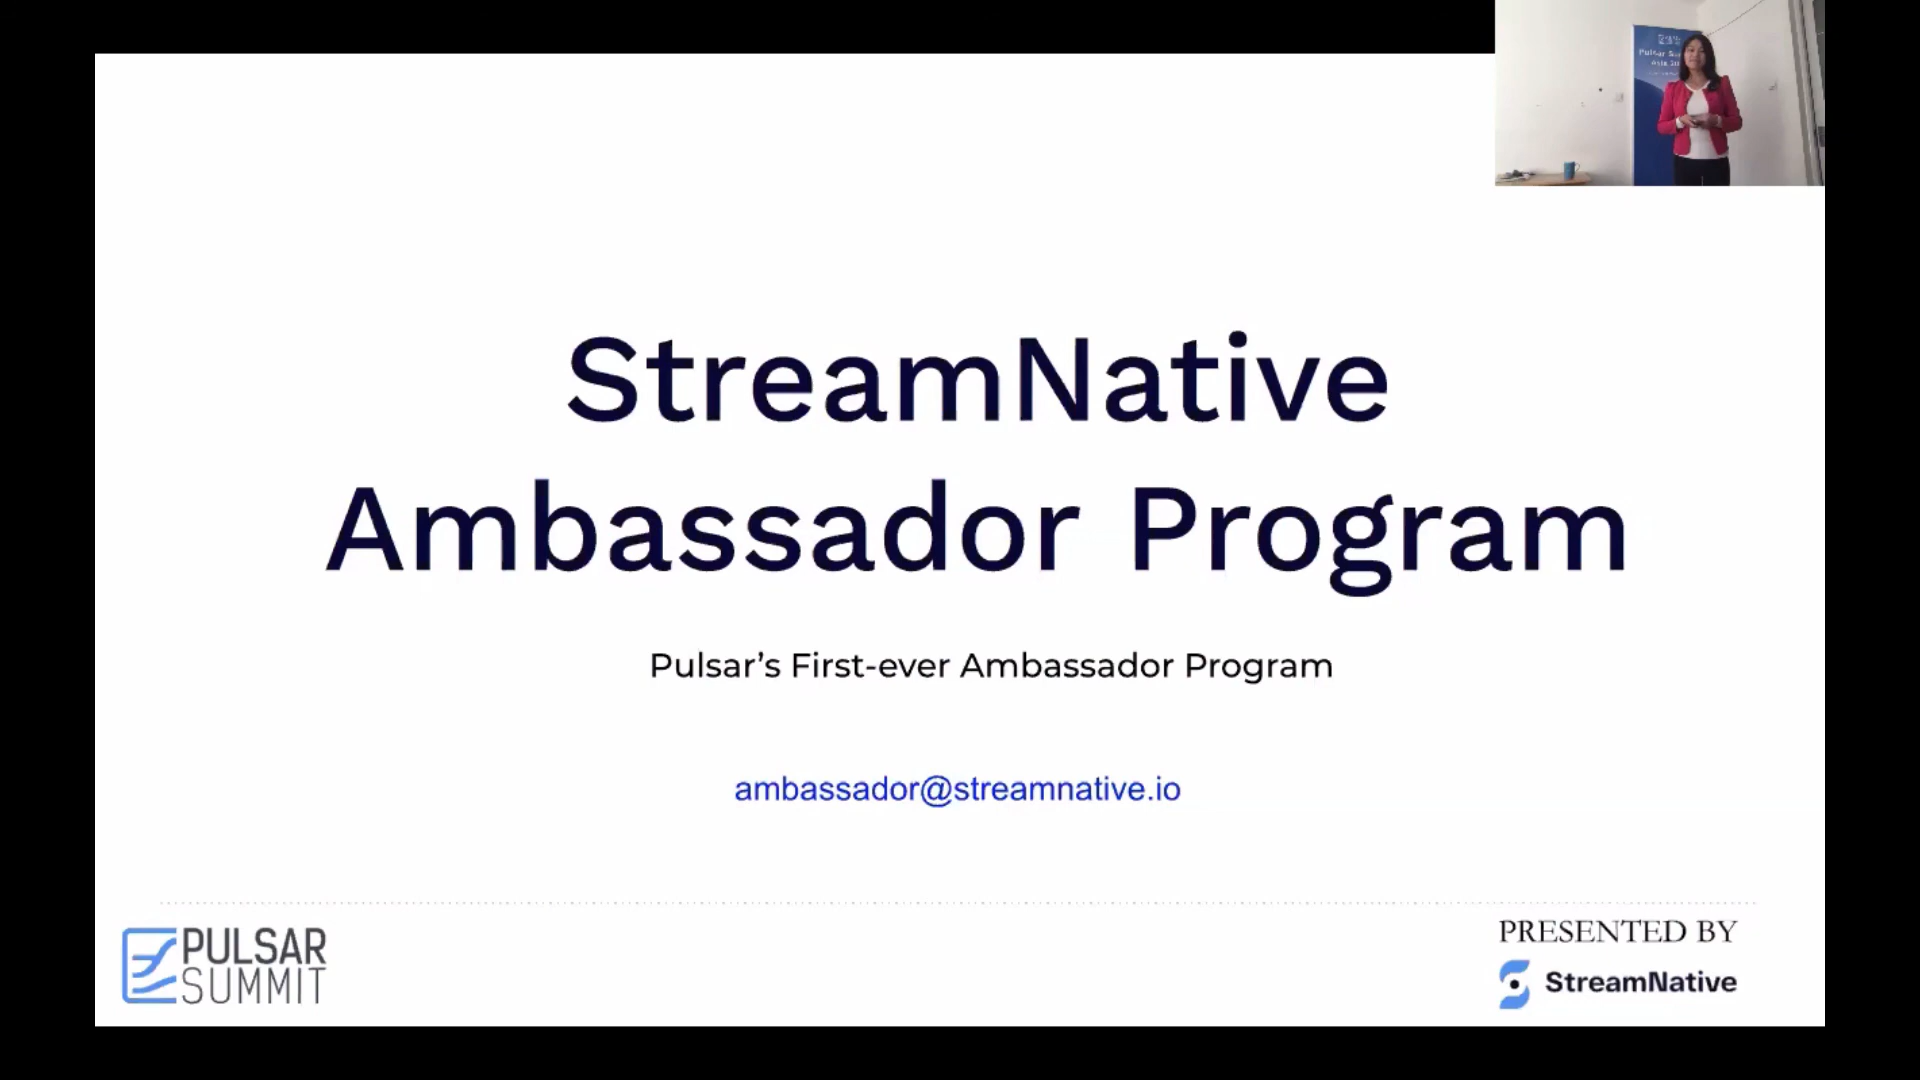 StreamNative
Ambassador Program
Pulsar’s First-ever Ambassador Program
ambassador@streamnative.io
PULSAR
SUMMIT
PRESENTED BY
StreamNative